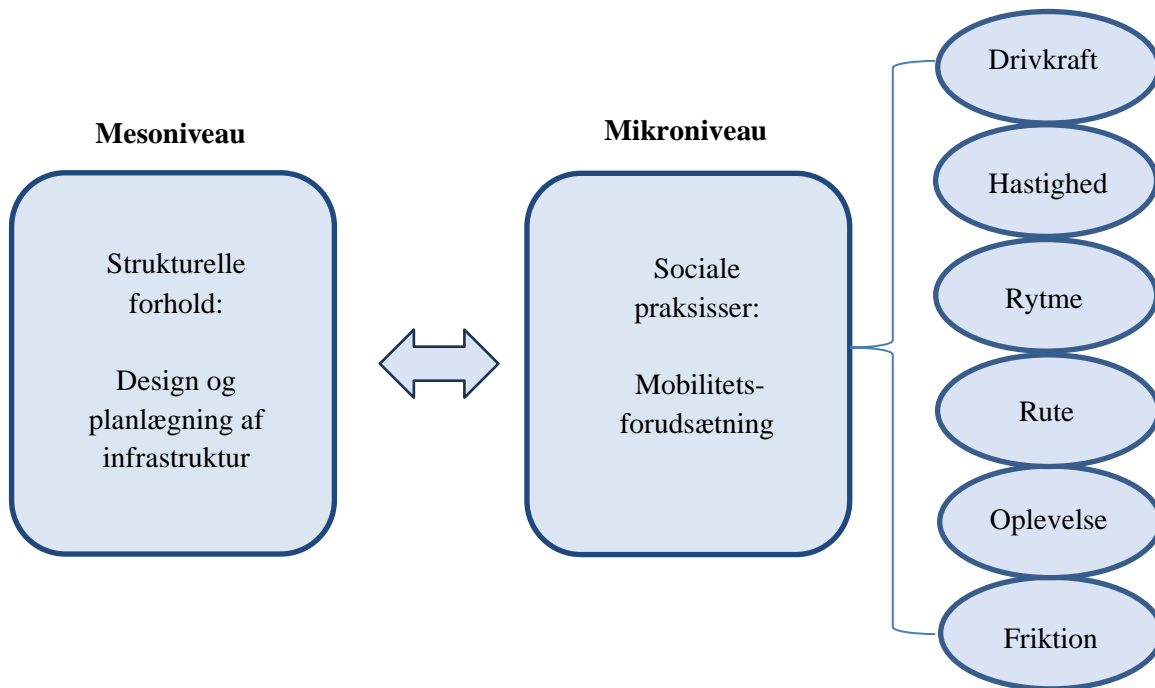 Mesoniveau
Strukturelle
forhold:
Design og
planlægning af
infrastruktur
Mikroniveau
Sociale
praksisser:
Mobilitets-
forudsætning
Drivkraft
Hastighed
Rytme
Rute
Oplevelse
Friktion